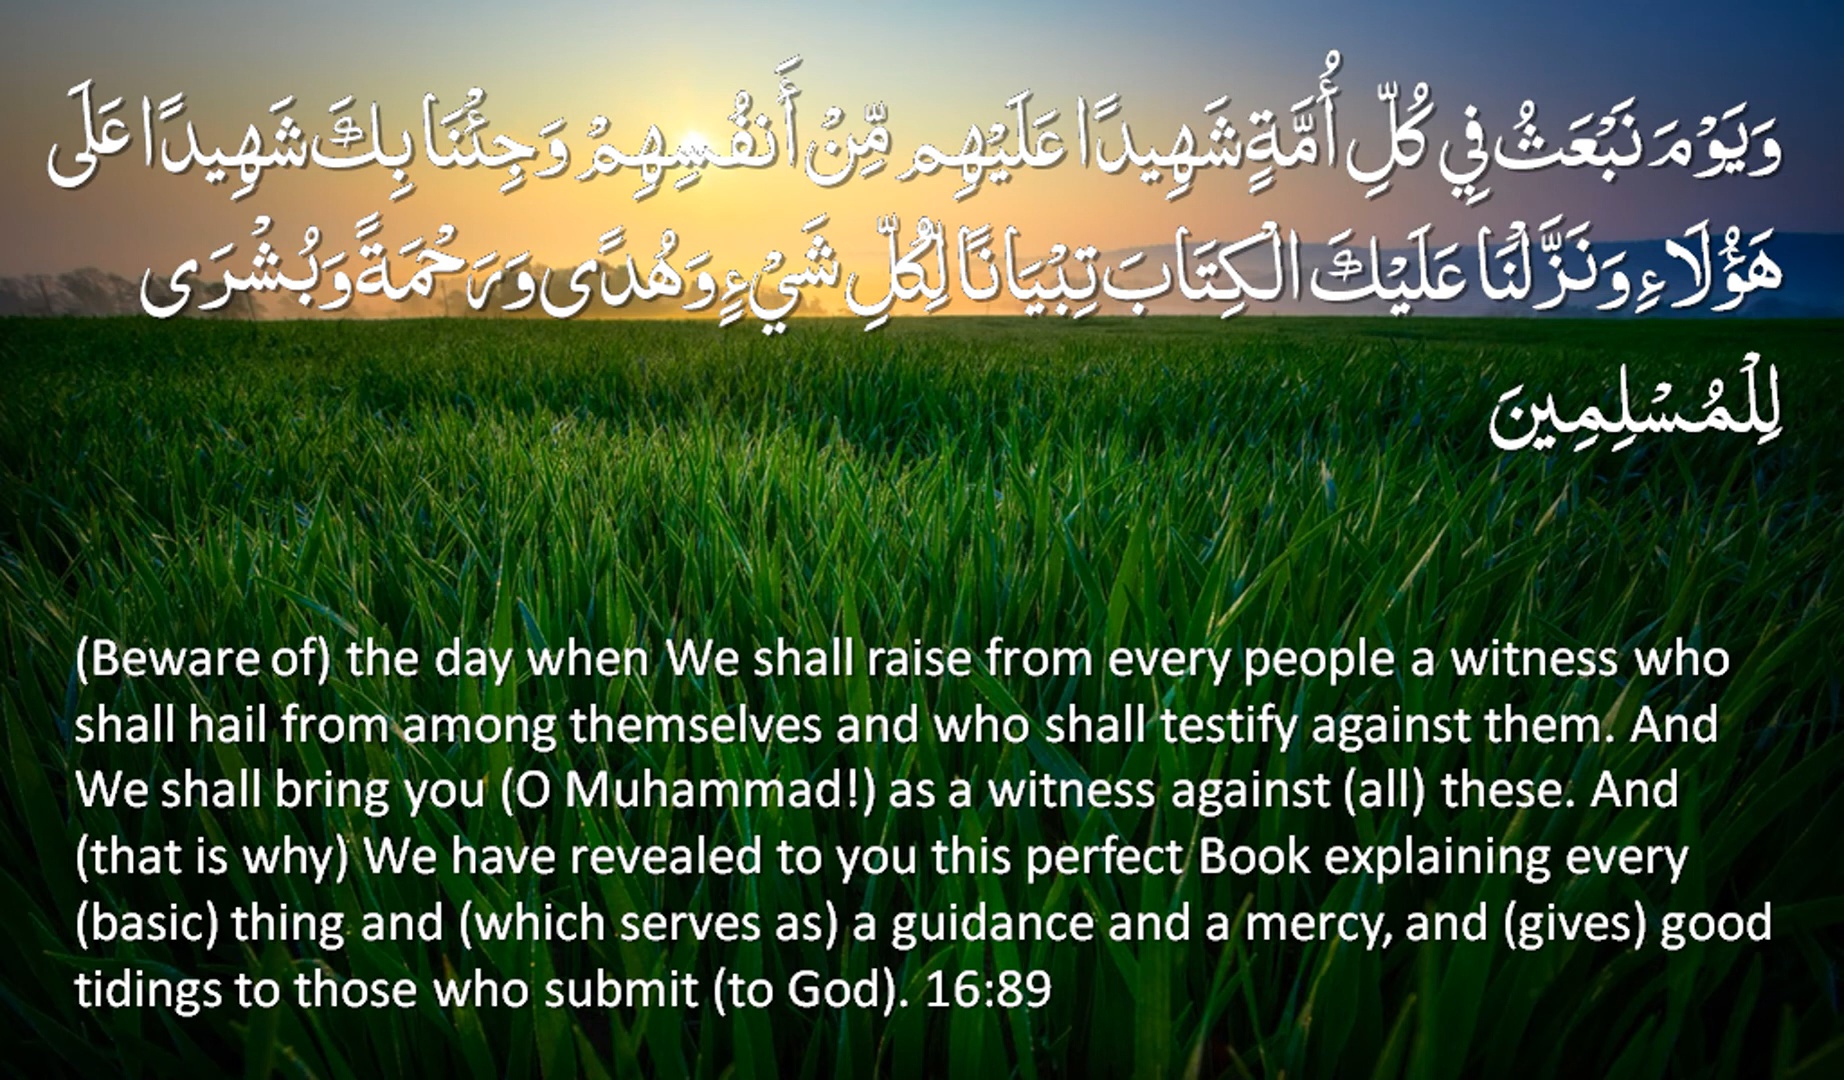 وَيَوْمَ نَبْعَثُ فِي كُلِّ أُمَّةٍ شَهِيدًا عَلَيْهِم مِّنْ أَنفُسِهِمْ وَجِئْنَا بِكَ شَهِيدًا عَلَى
هَؤُلَاءِ وَنَزَّلْنَا عَلَيْكَ الْكِتَابَ تِبْيَانًا لِكُلِّ شَيْءٍ وَهُدًى وَرَحْمَةً وَبُشْرَى
لِلْمُسْلِمِينَ
(Beware of) the day when We shall raise from every people a witness who
shall hail from among themselves and who shall testify against them. And
We shall bring you (O Muhammad!) as a witness against (all) these. And
(that is why) We have revealed to you this perfect Book explaining every
(basic) thing and (which serves as) a guidance and a mercy, and (gives) good
tidings to those who submit (to God). 16:89